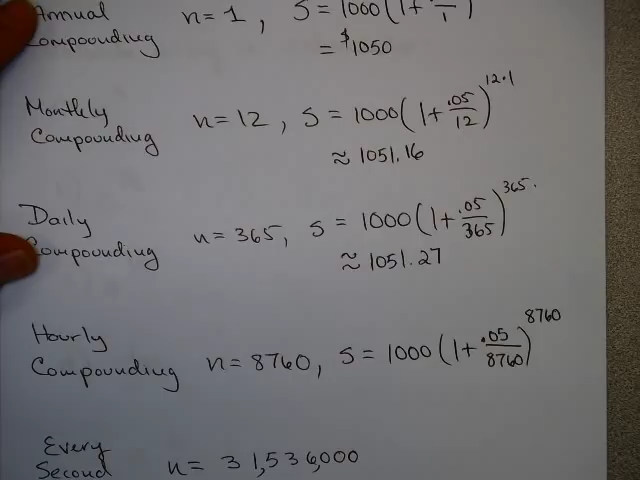 Annual n = 1, S = 1000(1+ /1)
Compounding = $1050
Monthly
Compounding n = 12, S = 1000(1+ .05/12)^12·1
≈ 1051.16
Daily
Compounding n = 365, S = 1000(1+ .05/365)^365.
≈ 1051.27
Hourly
Compounding n = 8760, S = 1000(1+ .05/8760)^8760
Every
Second n = 31,536,000